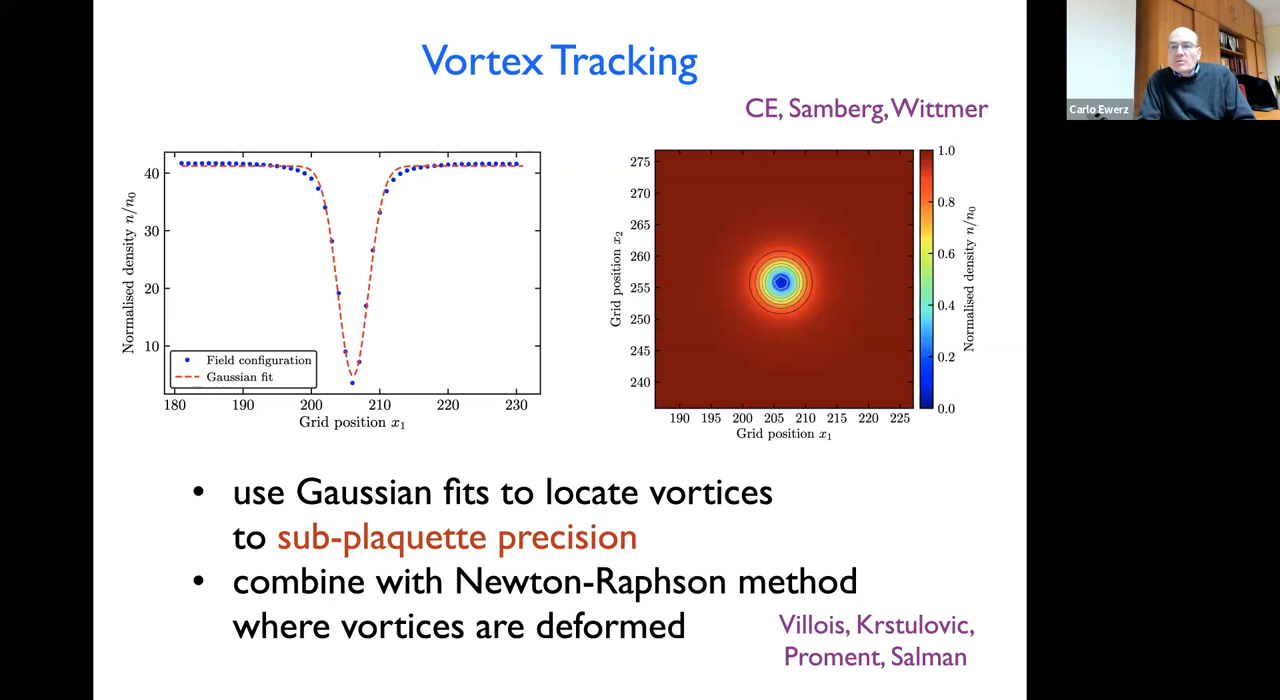 Vortex Tracking
CE, Samberg, Wittmer
Carlo Ewerz
Normalised density n/n₀
40
30
20
10
Field configuration
Gaussian fit
180 190 200 210 220 230
Grid position x₁
Grid position x₂
275
270
265
260
255
250
245
240
190 195 200 205 210 215 220 225
Grid position x₁
1.0
0.8
0.6
0.4
0.2
0.0
Normalised density n/n₀
• use Gaussian fits to locate vortices
to sub-plaquette precision
• combine with Newton-Raphson method
where vortices are deformed
Villois, Krstulovic,
Proment, Salman